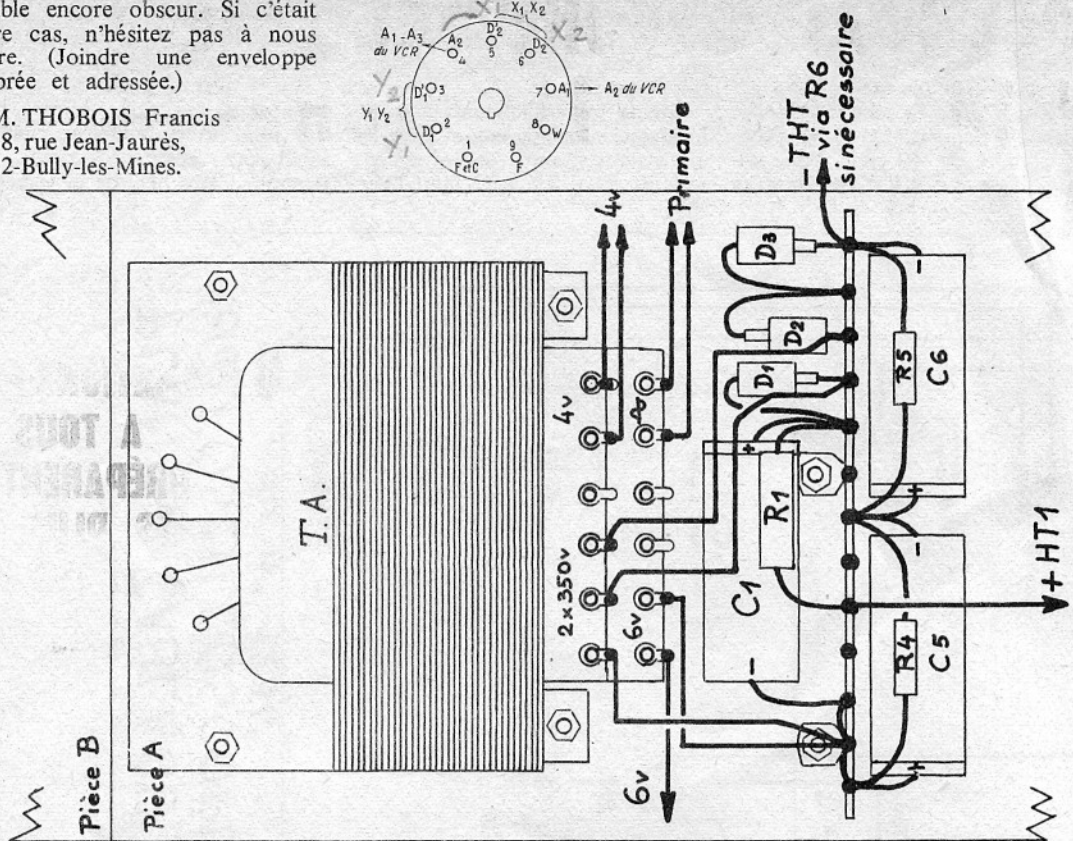 ble encore obscur. Si c'était
re cas, n'hésitez pas à nous
re. (Joindre une enveloppe
brée et adressée.)
M. THOBOIS Francis
8, rue Jean-Jaurès,
2-Bully-les-Mines.
X1
X1 X2
X2
A1-A3
du VCR
A2
4
D'2
5
D2
6
Y2
D'1
3
7
A1
A2 du VCR
Y1 Y2
D1
2
8
W
Y1
1
F et C
9
F
4v
Primaire
-THT
via R6
si nécessaire
D3
D2
D1
R5
C6
4v
T.A.
+
R1
A TOUS
2x350v
C1
+
-
-
6v
-
R4
C5
+HT1
6v
+
Pièce B
Pièce A